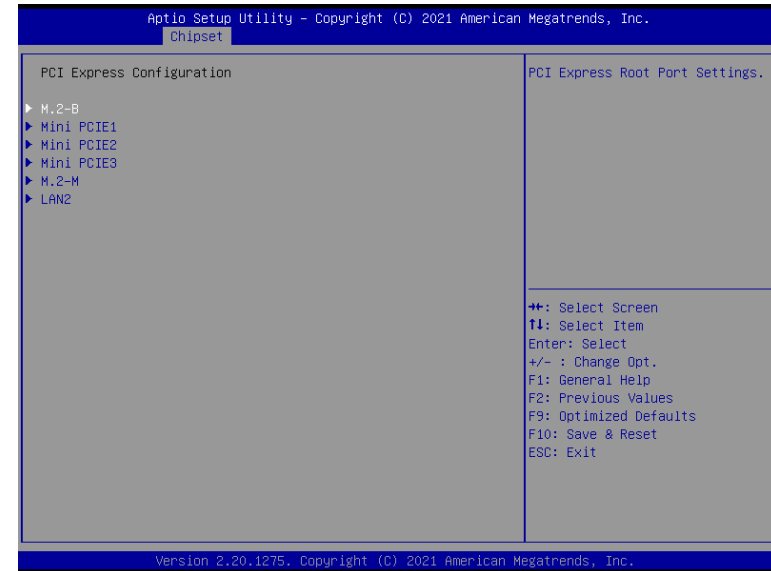 Aptio Setup Utility – Copyright (C) 2021 American Megatrends, Inc.
Chipset
PCI Express Configuration
M.2-B
Mini PCIE1
Mini PCIE2
Mini PCIE3
M.2-M
LAN2
PCI Express Root Port Settings.
→←: Select Screen
↑↓: Select Item
Enter: Select
+/- : Change Opt.
F1: General Help
F2: Previous Values
F9: Optimized Defaults
F10: Save & Reset
ESC: Exit
Version 2.20.1275. Copyright (C) 2021 American Megatrends, Inc.